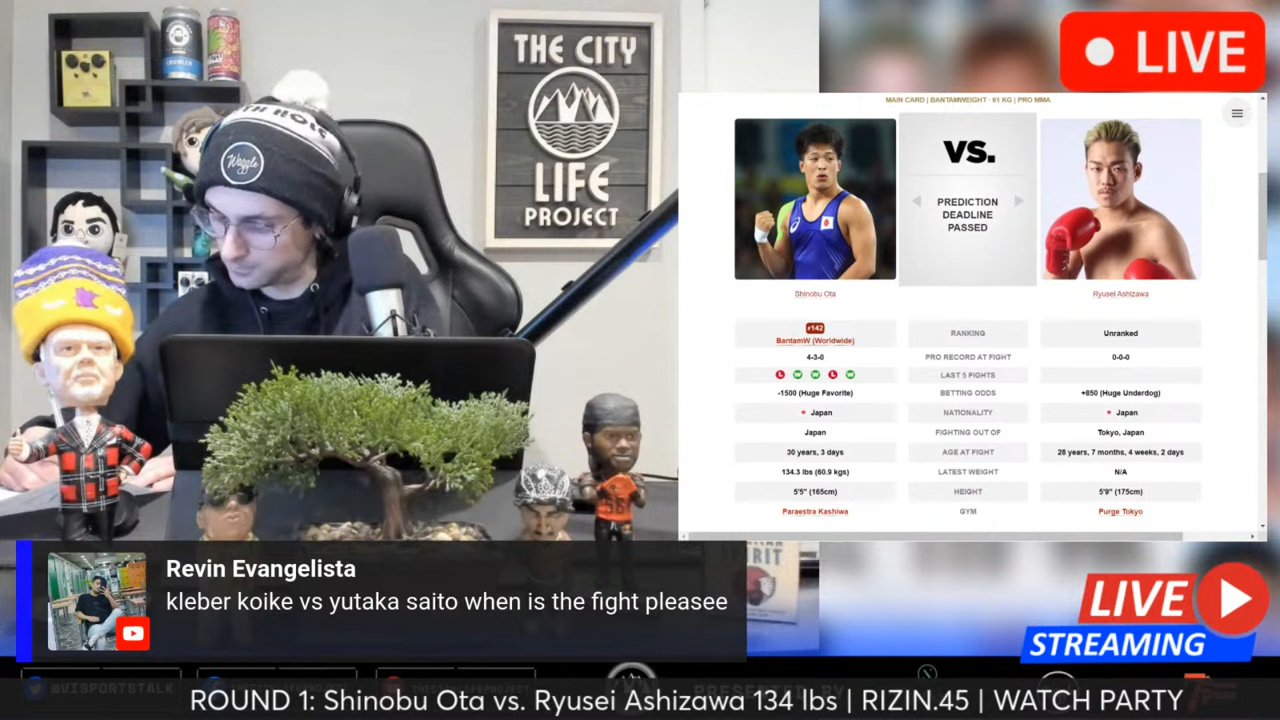 CRAWLER
NTH HOLE
Waggle
THE CITY
LIFE
PROJECT
LIVE
MAIN CARD | BANTAMWEIGHT · 61 KG | PRO MMA
VS.
PREDICTION
DEADLINE
PASSED
Shinobu Ota
Ryusei Ashizawa
#142
BantamW (Worldwide)
RANKING
Unranked
4-3-0
PRO RECORD AT FIGHT
0-0-0
L W W L W
LAST 5 FIGHTS
-1500 (Huge Favorite)
BETTING ODDS
+850 (Huge Underdog)
Japan
NATIONALITY
Japan
Japan
FIGHTING OUT OF
Tokyo, Japan
30 years, 3 days
AGE AT FIGHT
28 years, 7 months, 4 weeks, 2 days
134.3 lbs (60.9 kgs)
LATEST WEIGHT
N/A
5'5" (165cm)
HEIGHT
5'9" (175cm)
Paraestra Kashiwa
GYM
Purge Tokyo
Revin Evangelista
kleber koike vs yutaka saito when is the fight pleasee
LIVE
STREAMING
@VISPORTSTALK
ROUND 1: Shinobu Ota vs. Ryusei Ashizawa 134 lbs | RIZIN.45 | WATCH PARTY